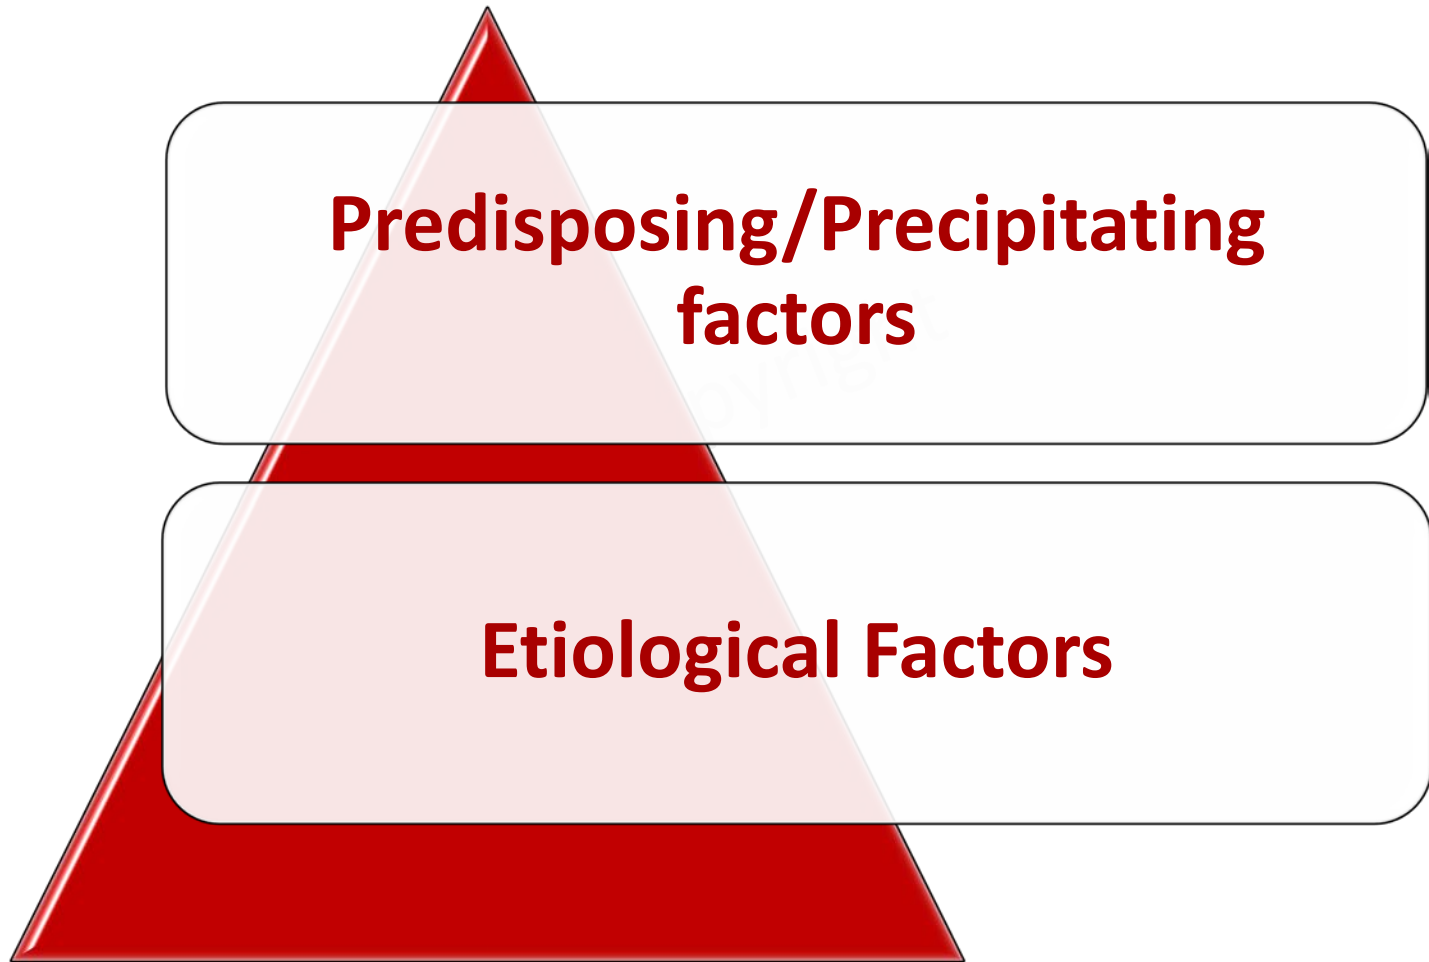 Predisposing/Precipitating
factors
Etiological Factors